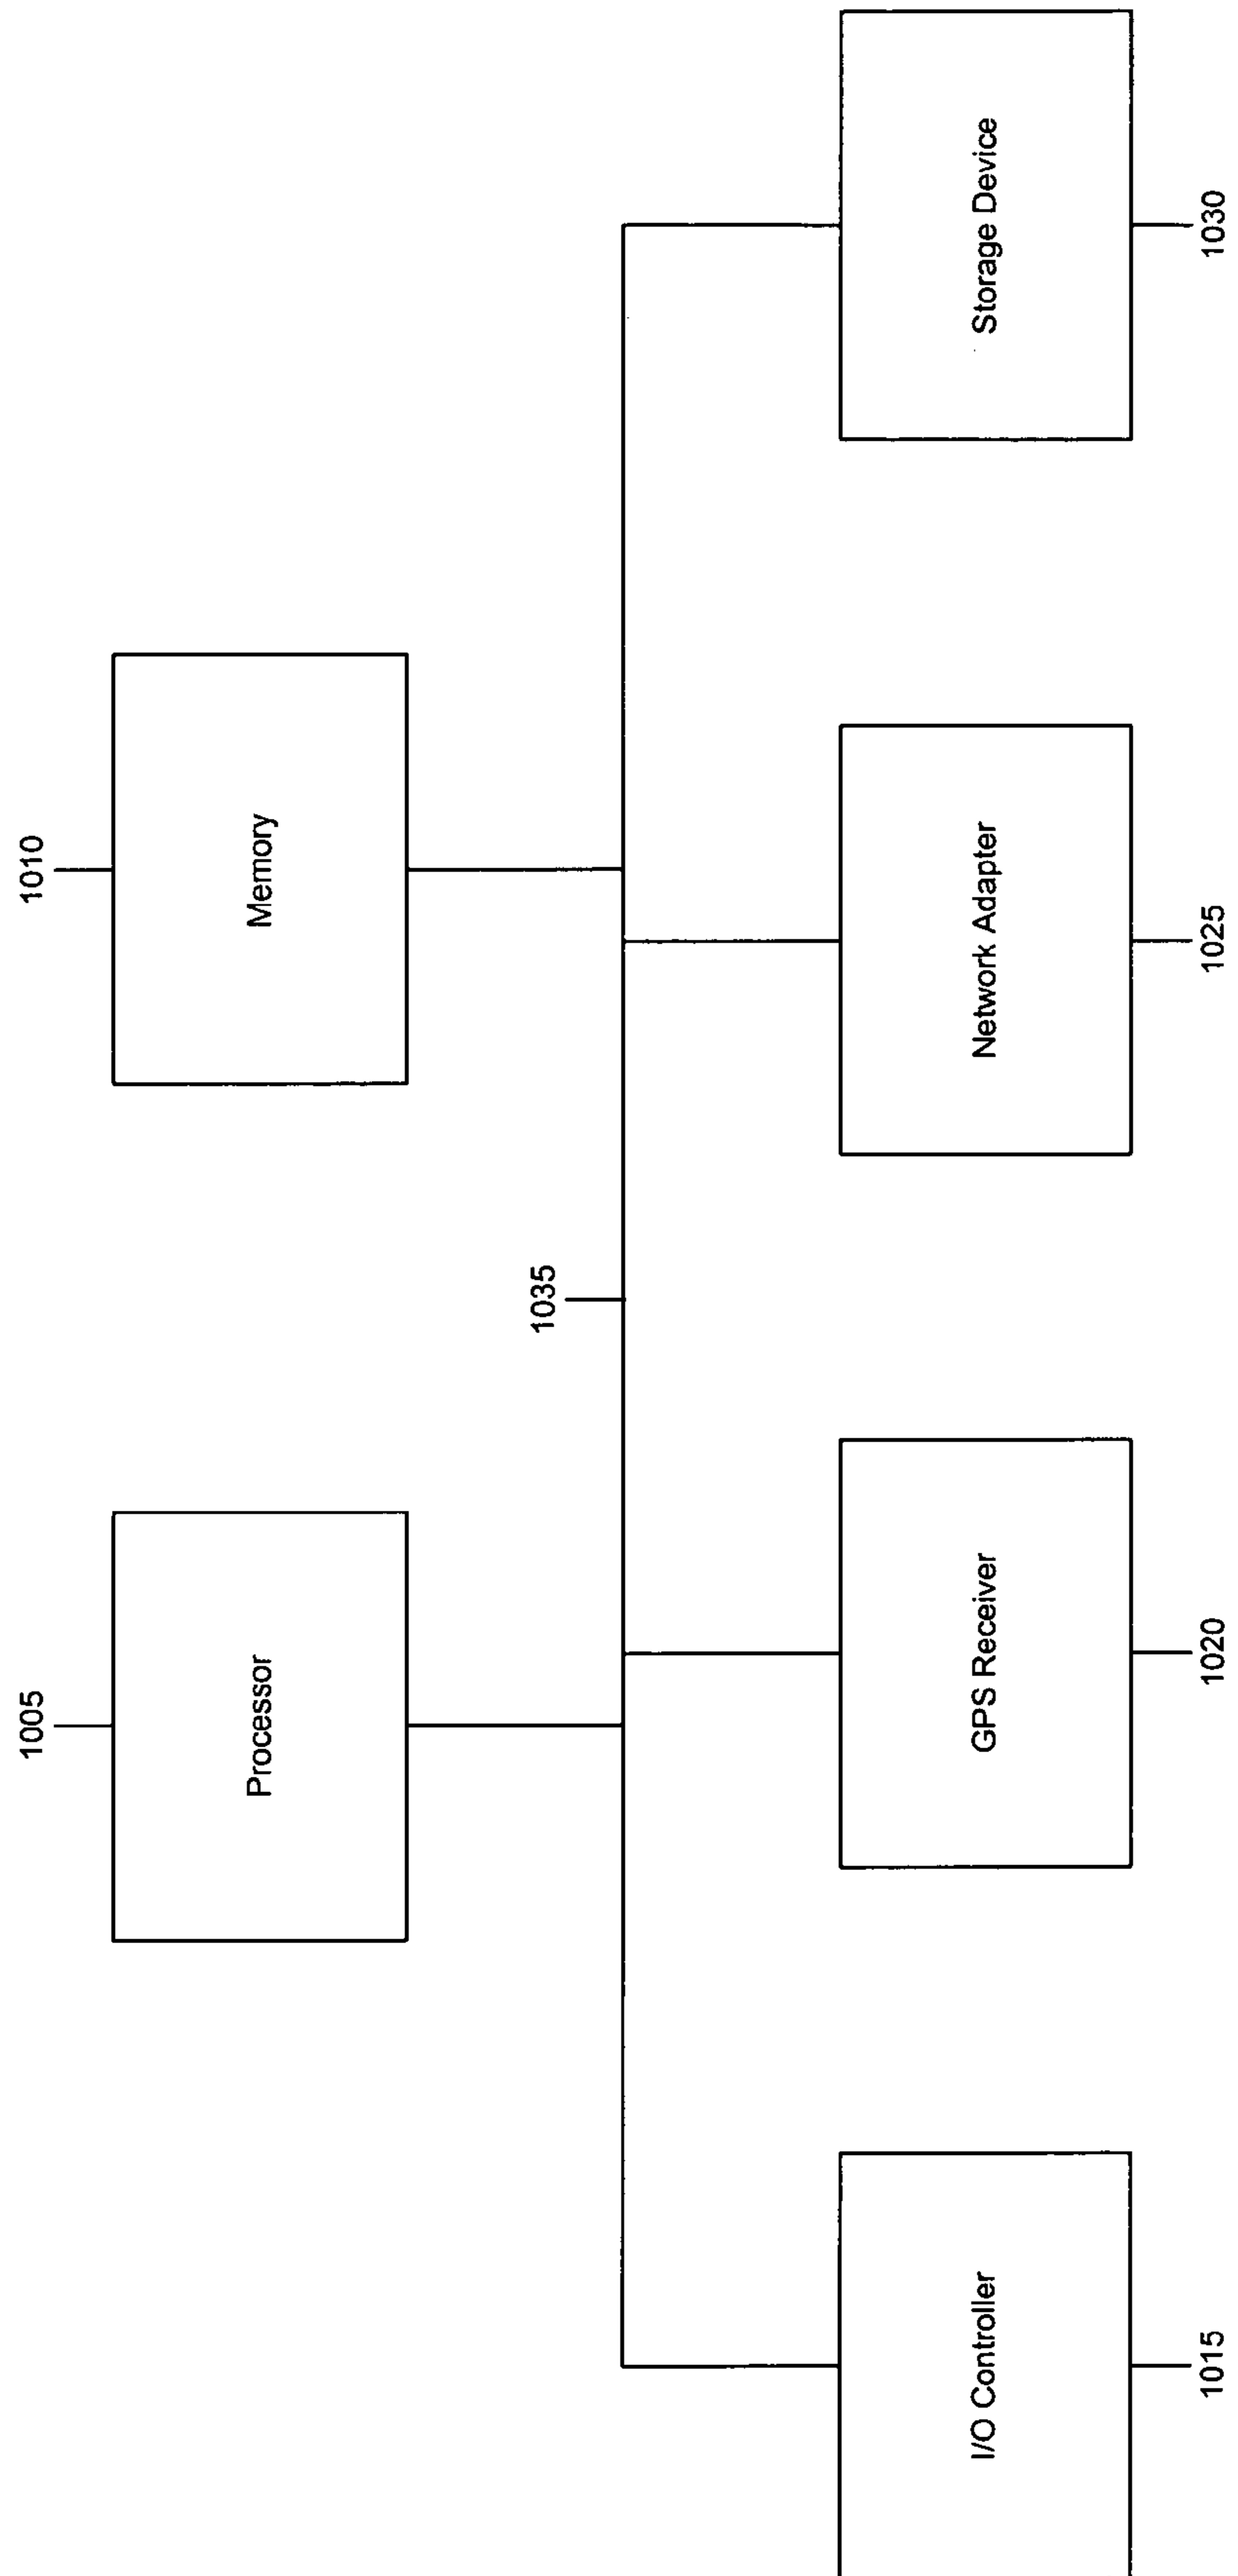 1005
1010
Processor
Memory
1035
I/O Controller
GPS Receiver
Network Adapter
Storage Device
1015
1020
1025
1030